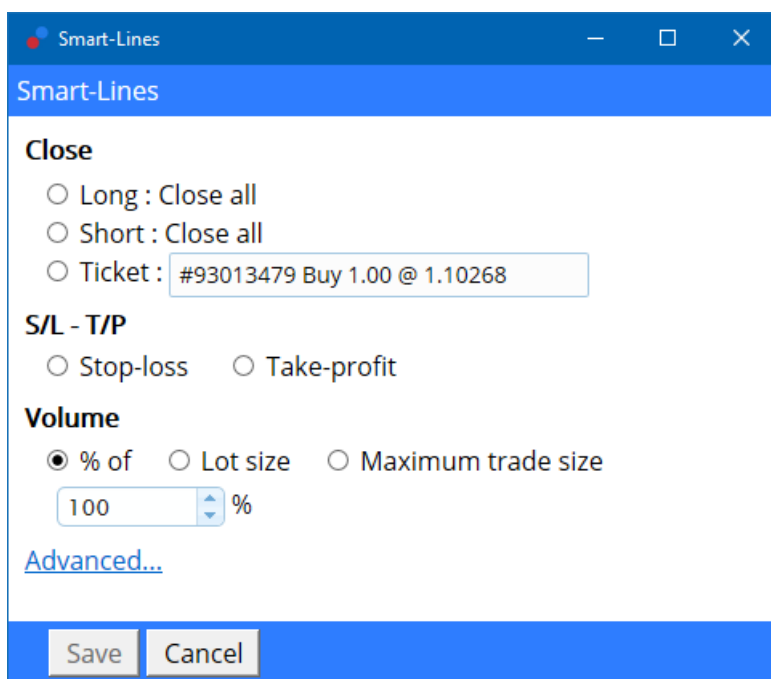 Smart-Lines
Smart-Lines
Close
Long : Close all
Short : Close all
Ticket : #93013479 Buy 1.00 @ 1.10268
S/L - T/P
Stop-loss Take-profit
Volume
% of Lot size Maximum trade size
100 %
Advanced...
Save Cancel